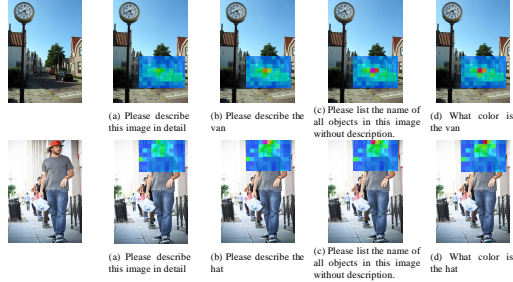 (a) Please describe
this image in detail
(b) Please describe the
van
(c) Please list the name of
all objects in this image
without description.
(d) What color is
the van
(a) Please describe
this image in detail
(b) Please describe the
hat
(c) Please list the name of
all objects in this image
without description.
(d) What color is
the hat